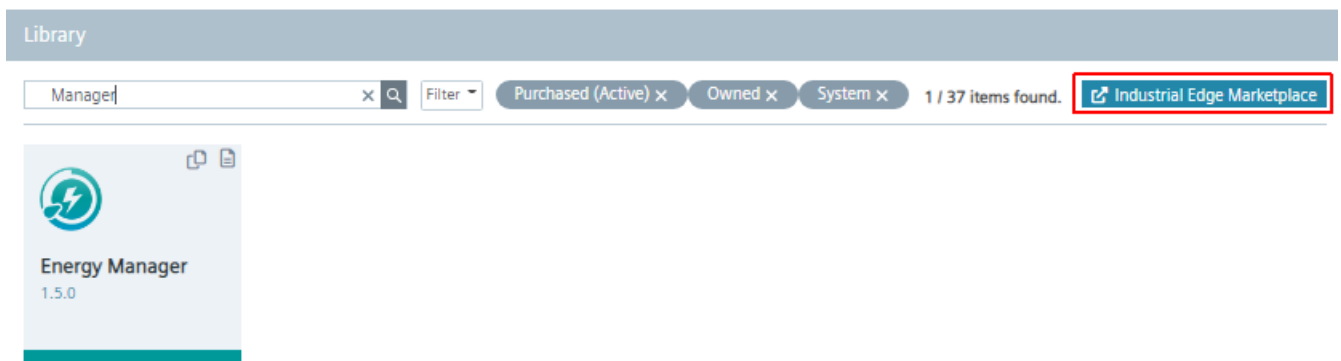 Library
Manager Filter Purchased (Active) Owned System 1 / 37 items found. Industrial Edge Marketplace
Energy Manager
1.5.0